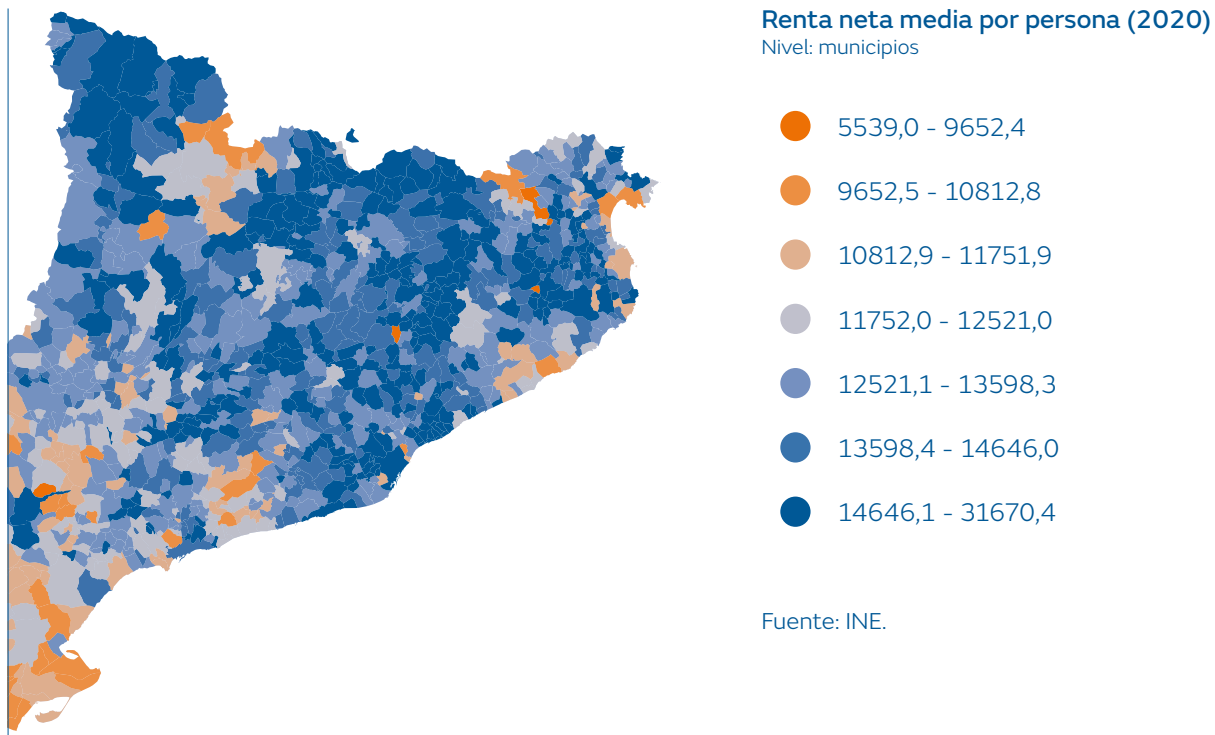 Renta neta media por persona (2020)
Nivel: municipios
5539,0 - 9652,4
9652,5 - 10812,8
10812,9 - 11751,9
11752,0 - 12521,0
12521,1 - 13598,3
13598,4 - 14646,0
14646,1 - 31670,4
Fuente: INE.